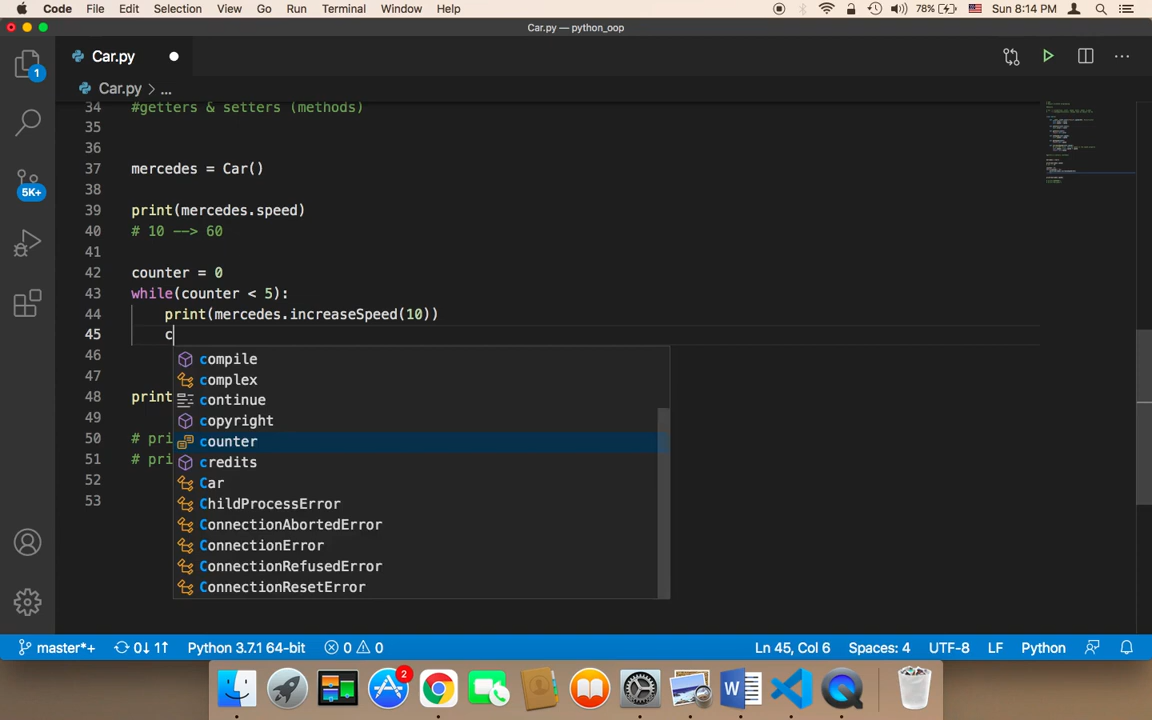 Code File Edit Selection View Go Run Terminal Window Help 78% Sun 8:14 PM
Car.py — python_oop
Car.py
Car.py > ...
34 #getters & setters (methods)
35
36
37 mercedes = Car()
38
39 print(mercedes.speed)
40 # 10 --> 60
41
42 counter = 0
43 while(counter < 5):
44 print(mercedes.increaseSpeed(10))
45 c
46 compile
47 complex
continue
48 print
49 copyright
50 # pri counter
51 # pri credits
52 Car
53 ChildProcessError
ConnectionAbortedError
ConnectionError
ConnectionRefusedError
ConnectionResetError
1
5K+
master*+ 0↓ 1↑ Python 3.7.1 64-bit 0 0 Ln 45, Col 6 Spaces: 4 UTF-8 LF Python
2